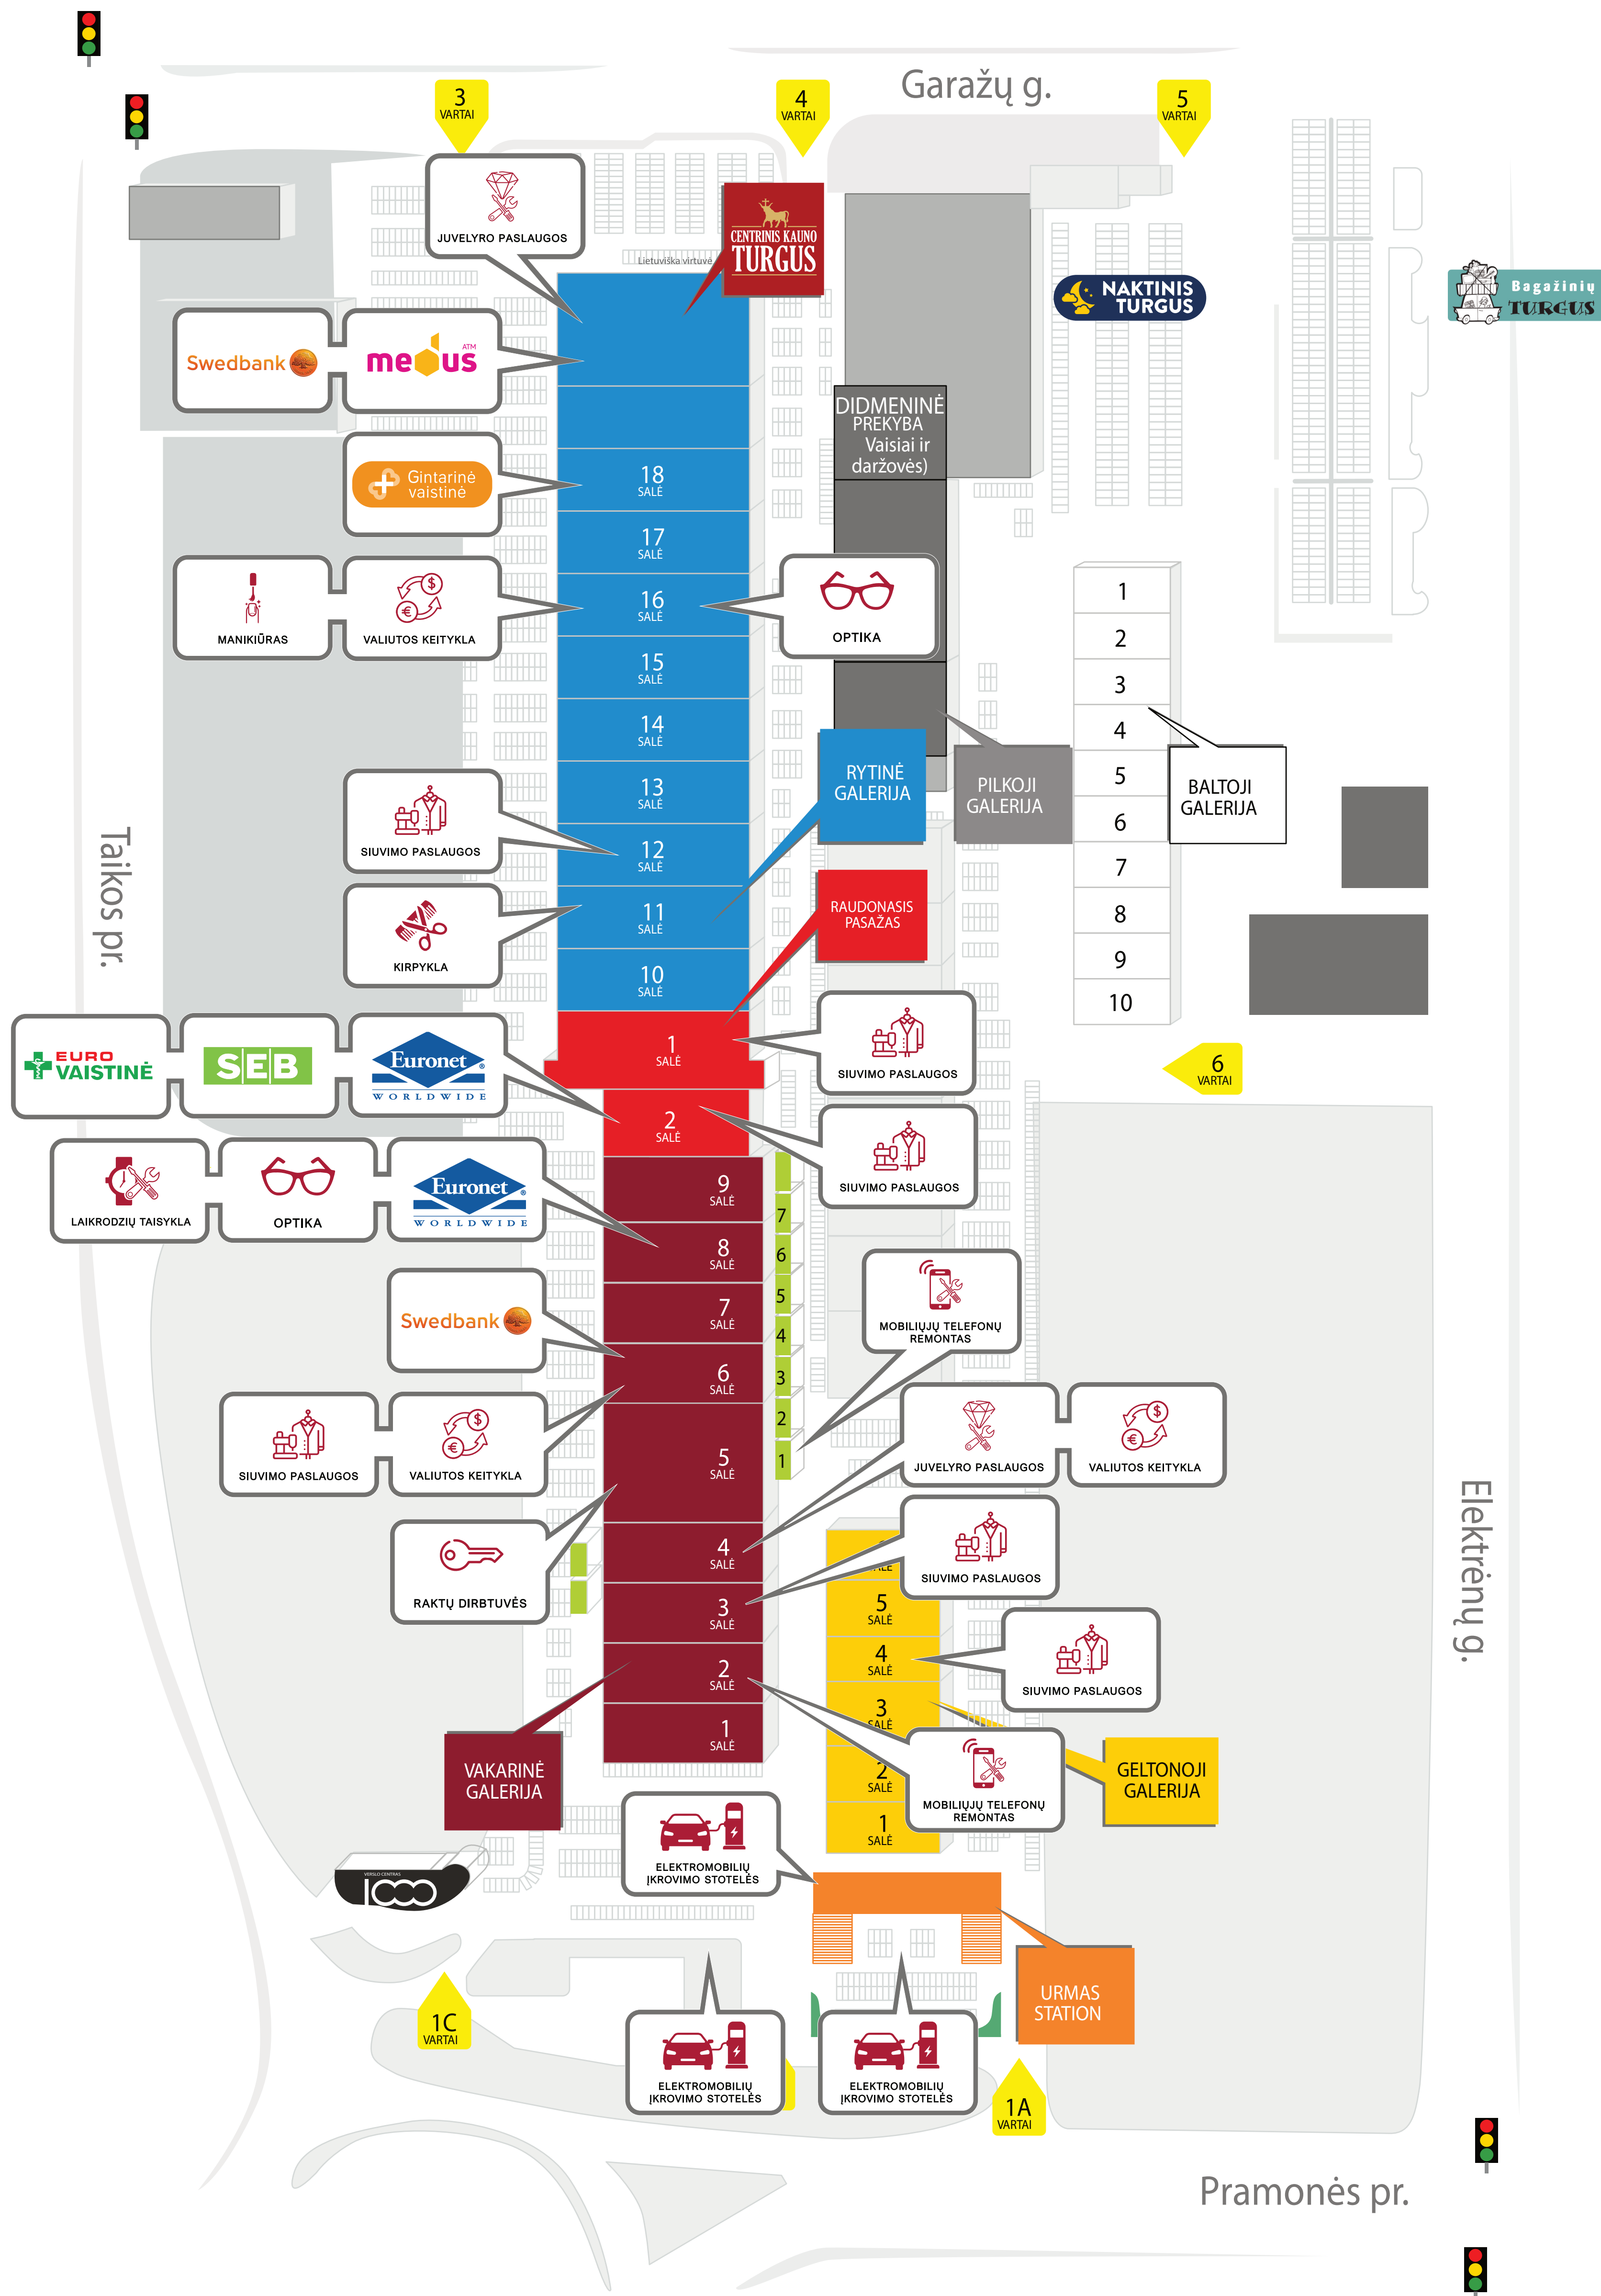 Garažų g.
3
VARTAI
4
VARTAI
5
VARTAI
JUVELYRO PASLAUGOS
CENTRINIS KAUNO
TURGUS
Lietuviška virtuvė
NAKTINIS
TURGUS
Bagažinių
TURGUS
Swedbank
medus
ATM
DIDMENINĖ
PREKYBA
Vaisiai ir
daržovės)
Gintarinė
vaistinė
18
SALĖ
17
SALĖ
MANIKIŪRAS
VALIUTOS KEITYKLA
16
SALĖ
OPTIKA
15
SALĖ
14
SALĖ
13
SALĖ
12
SALĖ
11
SALĖ
10
SALĖ
1
2
3
4
5
6
7
8
9
10
RYTINĖ
GALERIJA
PILKOJI
GALERIJA
BALTOJI
GALERIJA
SIUVIMO PASLAUGOS
KIRPYKLA
RAUDONASIS
PASAŽAS
Taikos pr.
EURO
VAISTINĖ
SEB
Euronet
WORLDWIDE
1
SALĖ
SIUVIMO PASLAUGOS
6
VARTAI
2
SALĖ
SIUVIMO PASLAUGOS
LAIKRODZIŲ TAISYKLA
OPTIKA
Euronet
WORLDWIDE
9
SALĖ
8
SALĖ
7
SALĖ
6
SALĖ
5
SALĖ
4
SALĖ
3
SALĖ
2
SALĖ
1
SALĖ
7
6
5
4
3
2
1
Swedbank
MOBILIŲJŲ TELEFONŲ
REMONTAS
SIUVIMO PASLAUGOS
VALIUTOS KEITYKLA
JUVELYRO PASLAUGOS
VALIUTOS KEITYKLA
RAKTŲ DIRBTUVĖS
SIUVIMO PASLAUGOS
Elektrėnų g.
SALĖ
5
SALĖ
4
SALĖ
3
SALĖ
2
SALĖ
1
SALĖ
SIUVIMO PASLAUGOS
VAKARINĖ
GALERIJA
MOBILIŲJŲ TELEFONŲ
REMONTAS
GELTONOJI
GALERIJA
ELEKTROMOBILIŲ
ĮKROVIMO STOTELĖS
VERSLO CENTRAS
1000
URMAS
STATION
1C
VARTAI
ELEKTROMOBILIŲ
ĮKROVIMO STOTELĖS
ELEKTROMOBILIŲ
ĮKROVIMO STOTELĖS
1A
VARTAI
Pramonės pr.